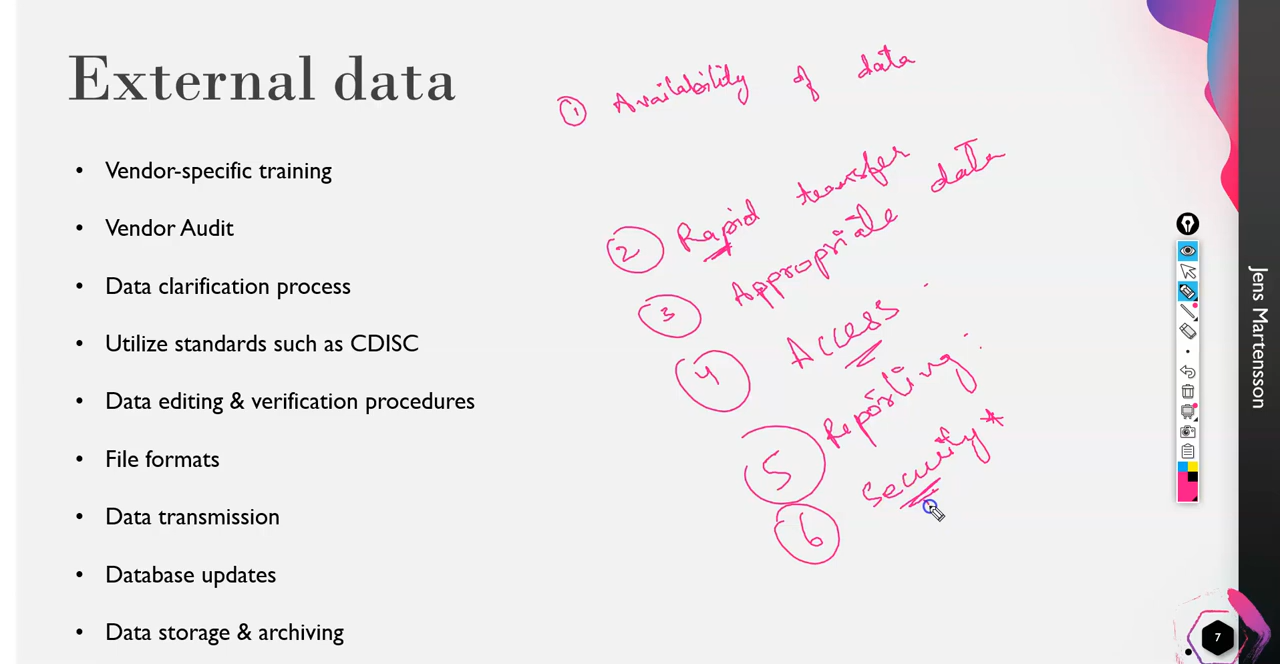 External data
• Vendor-specific training
• Vendor Audit
• Data clarification process
• Utilize standards such as CDISC
• Data editing & verification procedures
• File formats
• Data transmission
• Database updates
• Data storage & archiving
1 Availability of data
2 Rapid transfer
3 Appropriate data
4 Access
5 Reporting
6 Security *
Jens Martensson
7